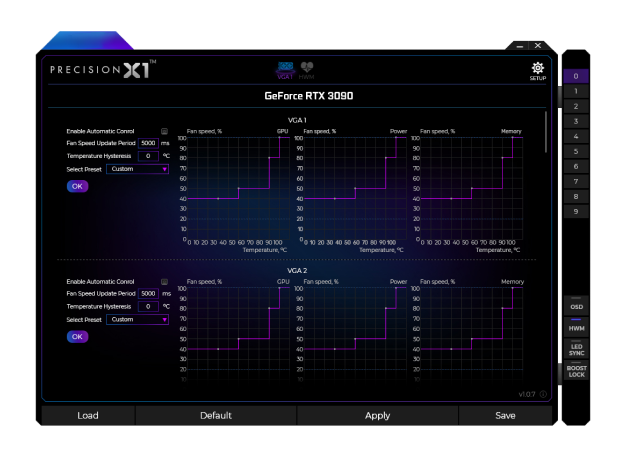 PRECISION X1™
VGA1 HWM
SETUP
GeForce RTX 3090
VGA 1
Enable Automatic Conrol
Fan Speed Update Period 5000 ms
Temperature Hysteresis 0 °C
Select Preset Custom
OK
Fan speed, % GPU
100
90
80
70
60
50
40
30
20
10
0
0 10 20 30 40 50 60 70 80 90 100
Temperature, °C
Fan speed, % Power
100
90
80
70
60
50
40
30
20
10
0
0 10 20 30 40 50 60 70 80 90 100
Temperature, °C
Fan speed, % Memory
100
90
80
70
60
50
40
30
20
10
0
0 10 20 30 40 50 60 70 80 90 100
Temperature, °C
VGA 2
Enable Automatic Conrol
Fan Speed Update Period 5000 ms
Temperature Hysteresis 0 °C
Select Preset Custom
OK
Fan speed, % GPU
100
90
80
70
60
50
40
30
20
10
Fan speed, % Power
100
90
80
70
60
50
40
30
20
10
Fan speed, % Memory
100
90
80
70
60
50
40
30
20
10
v1.0.7
Load Default Apply Save
0
1
2
3
4
5
6
7
8
9
OSD
HWM
LED
SYNC
BOOST
LOCK